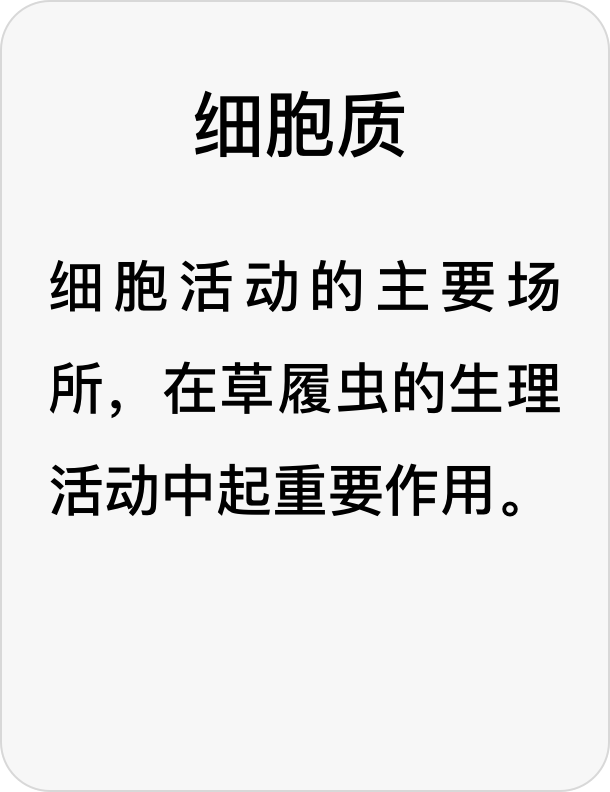 细胞质
细胞活动的主要场
所，在草履虫的生理
活动中起重要作用。